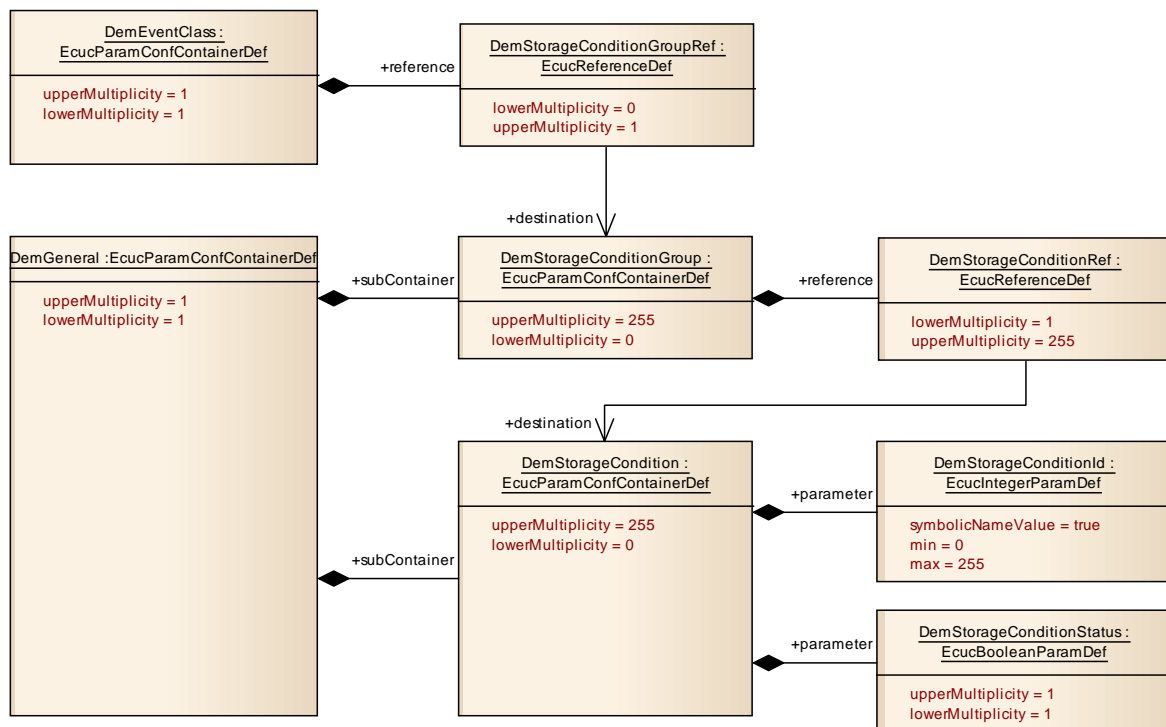 DemEventClass :
EcucParamConfContainerDef
upperMultiplicity = 1
lowerMultiplicity = 1
+reference
DemStorageConditionGroupRef :
EcucReferenceDef
lowerMultiplicity = 0
upperMultiplicity = 1
+destination
DemGeneral :EcucParamConfContainerDef
upperMultiplicity = 1
lowerMultiplicity = 1
+subContainer
DemStorageConditionGroup :
EcucParamConfContainerDef
upperMultiplicity = 255
lowerMultiplicity = 0
+reference
DemStorageConditionRef :
EcucReferenceDef
lowerMultiplicity = 1
upperMultiplicity = 255
+destination
+subContainer
DemStorageCondition :
EcucParamConfContainerDef
upperMultiplicity = 255
lowerMultiplicity = 0
+parameter
DemStorageConditionId :
EcucIntegerParamDef
symbolicNameValue = true
min = 0
max = 255
+parameter
DemStorageConditionStatus :
EcucBooleanParamDef
upperMultiplicity = 1
lowerMultiplicity = 1